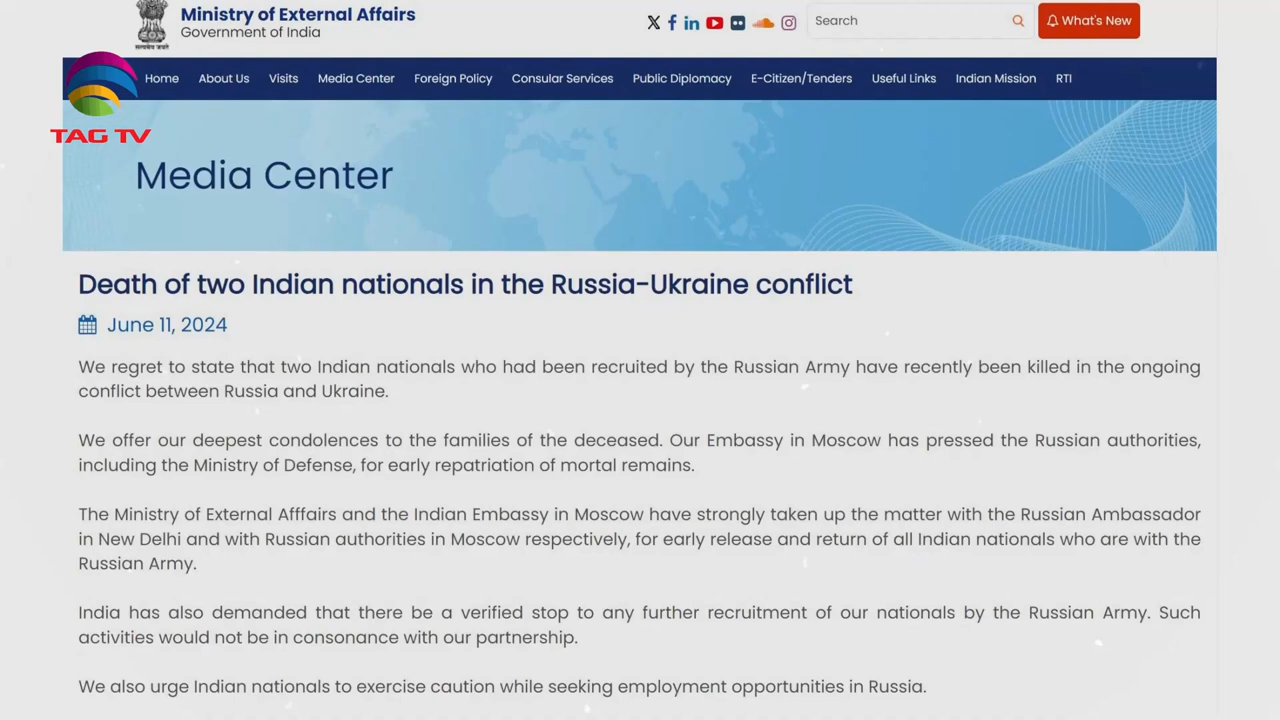 Ministry of External Affairs
Government of India
Search
What's New
TAG TV
Home About Us Visits Media Center Foreign Policy Consular Services Public Diplomacy E-Citizen/Tenders Useful Links Indian Mission RTI
Media Center
Death of two Indian nationals in the Russia-Ukraine conflict
June 11, 2024
We regret to state that two Indian nationals who had been recruited by the Russian Army have recently been killed in the ongoing
conflict between Russia and Ukraine.
We offer our deepest condolences to the families of the deceased. Our Embassy in Moscow has pressed the Russian authorities,
including the Ministry of Defense, for early repatriation of mortal remains.
The Ministry of External Afffairs and the Indian Embassy in Moscow have strongly taken up the matter with the Russian Ambassador
in New Delhi and with Russian authorities in Moscow respectively, for early release and return of all Indian nationals who are with the
Russian Army.
India has also demanded that there be a verified stop to any further recruitment of our nationals by the Russian Army. Such
activities would not be in consonance with our partnership.
We also urge Indian nationals to exercise caution while seeking employment opportunities in Russia.